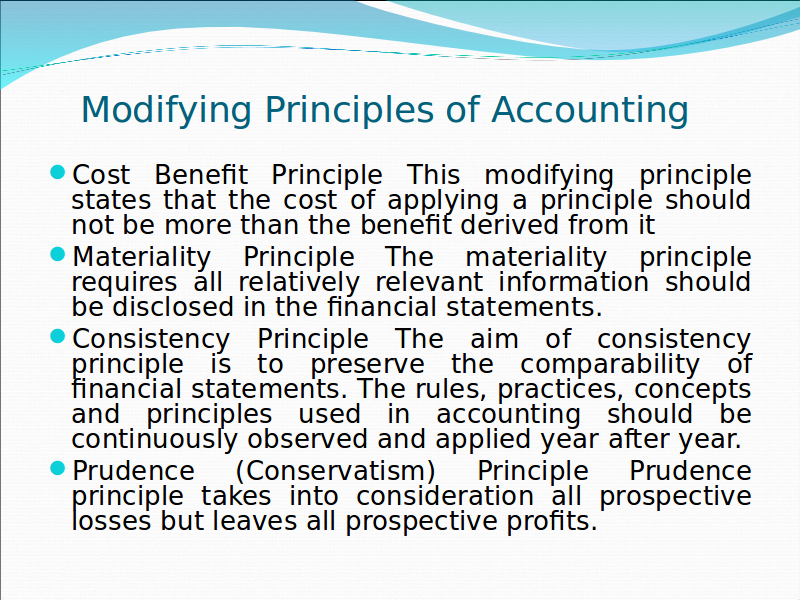 Modifying Principles of Accounting
Cost Benefit Principle This modifying principle
states that the cost of applying a principle should
not be more than the benefit derived from it
Materiality Principle The materiality principle
requires all relatively relevant information should
be disclosed in the financial statements.
Consistency Principle The aim of consistency
principle is to preserve the comparability of
financial statements. The rules, practices, concepts
and principles used in accounting should be
continuously observed and applied year after year.
Prudence (Conservatism) Principle Prudence
principle takes into consideration all prospective
losses but leaves all prospective profits.